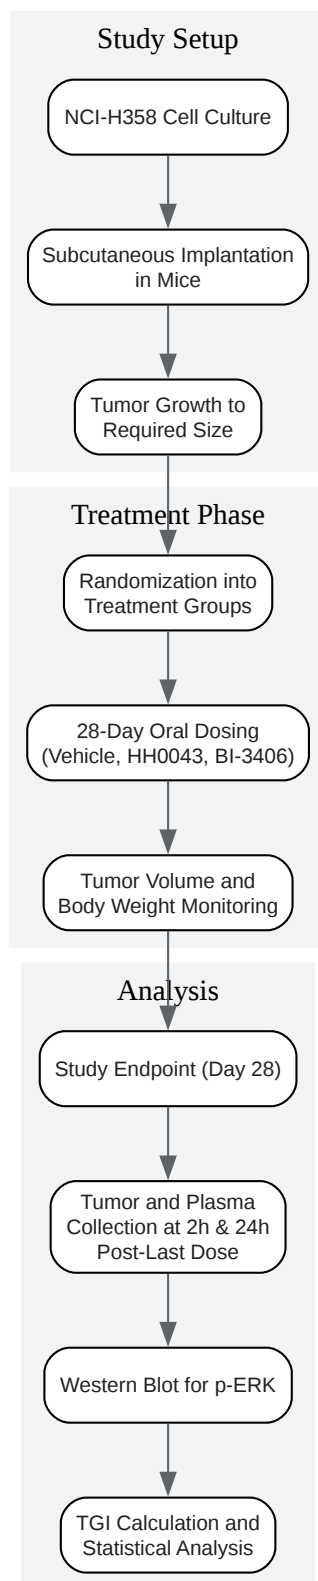 Study Setup
NCI-H358 Cell Culture
Subcutaneous Implantation
in Mice
Tumor Growth to
Required Size
Treatment Phase
Randomization into
Treatment Groups
28-Day Oral Dosing
(Vehicle, HH0043, BI-3406)
Tumor Volume and
Body Weight Monitoring
Analysis
Study Endpoint (Day 28)
Tumor and Plasma
Collection at 2h & 24h
Post-Last Dose
Western Blot for p-ERK
TGI Calculation and
Statistical Analysis